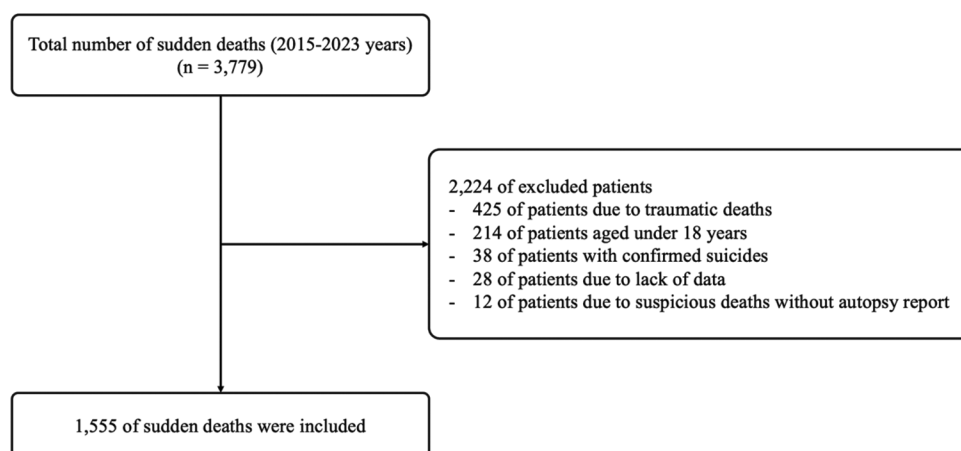 Total number of sudden deaths (2015-2023 years)
(n = 3,779)
2,224 of excluded patients
- 425 of patients due to traumatic deaths
- 214 of patients aged under 18 years
- 38 of patients with confirmed suicides
- 28 of patients due to lack of data
- 12 of patients due to suspicious deaths without autopsy report
1,555 of sudden deaths were included